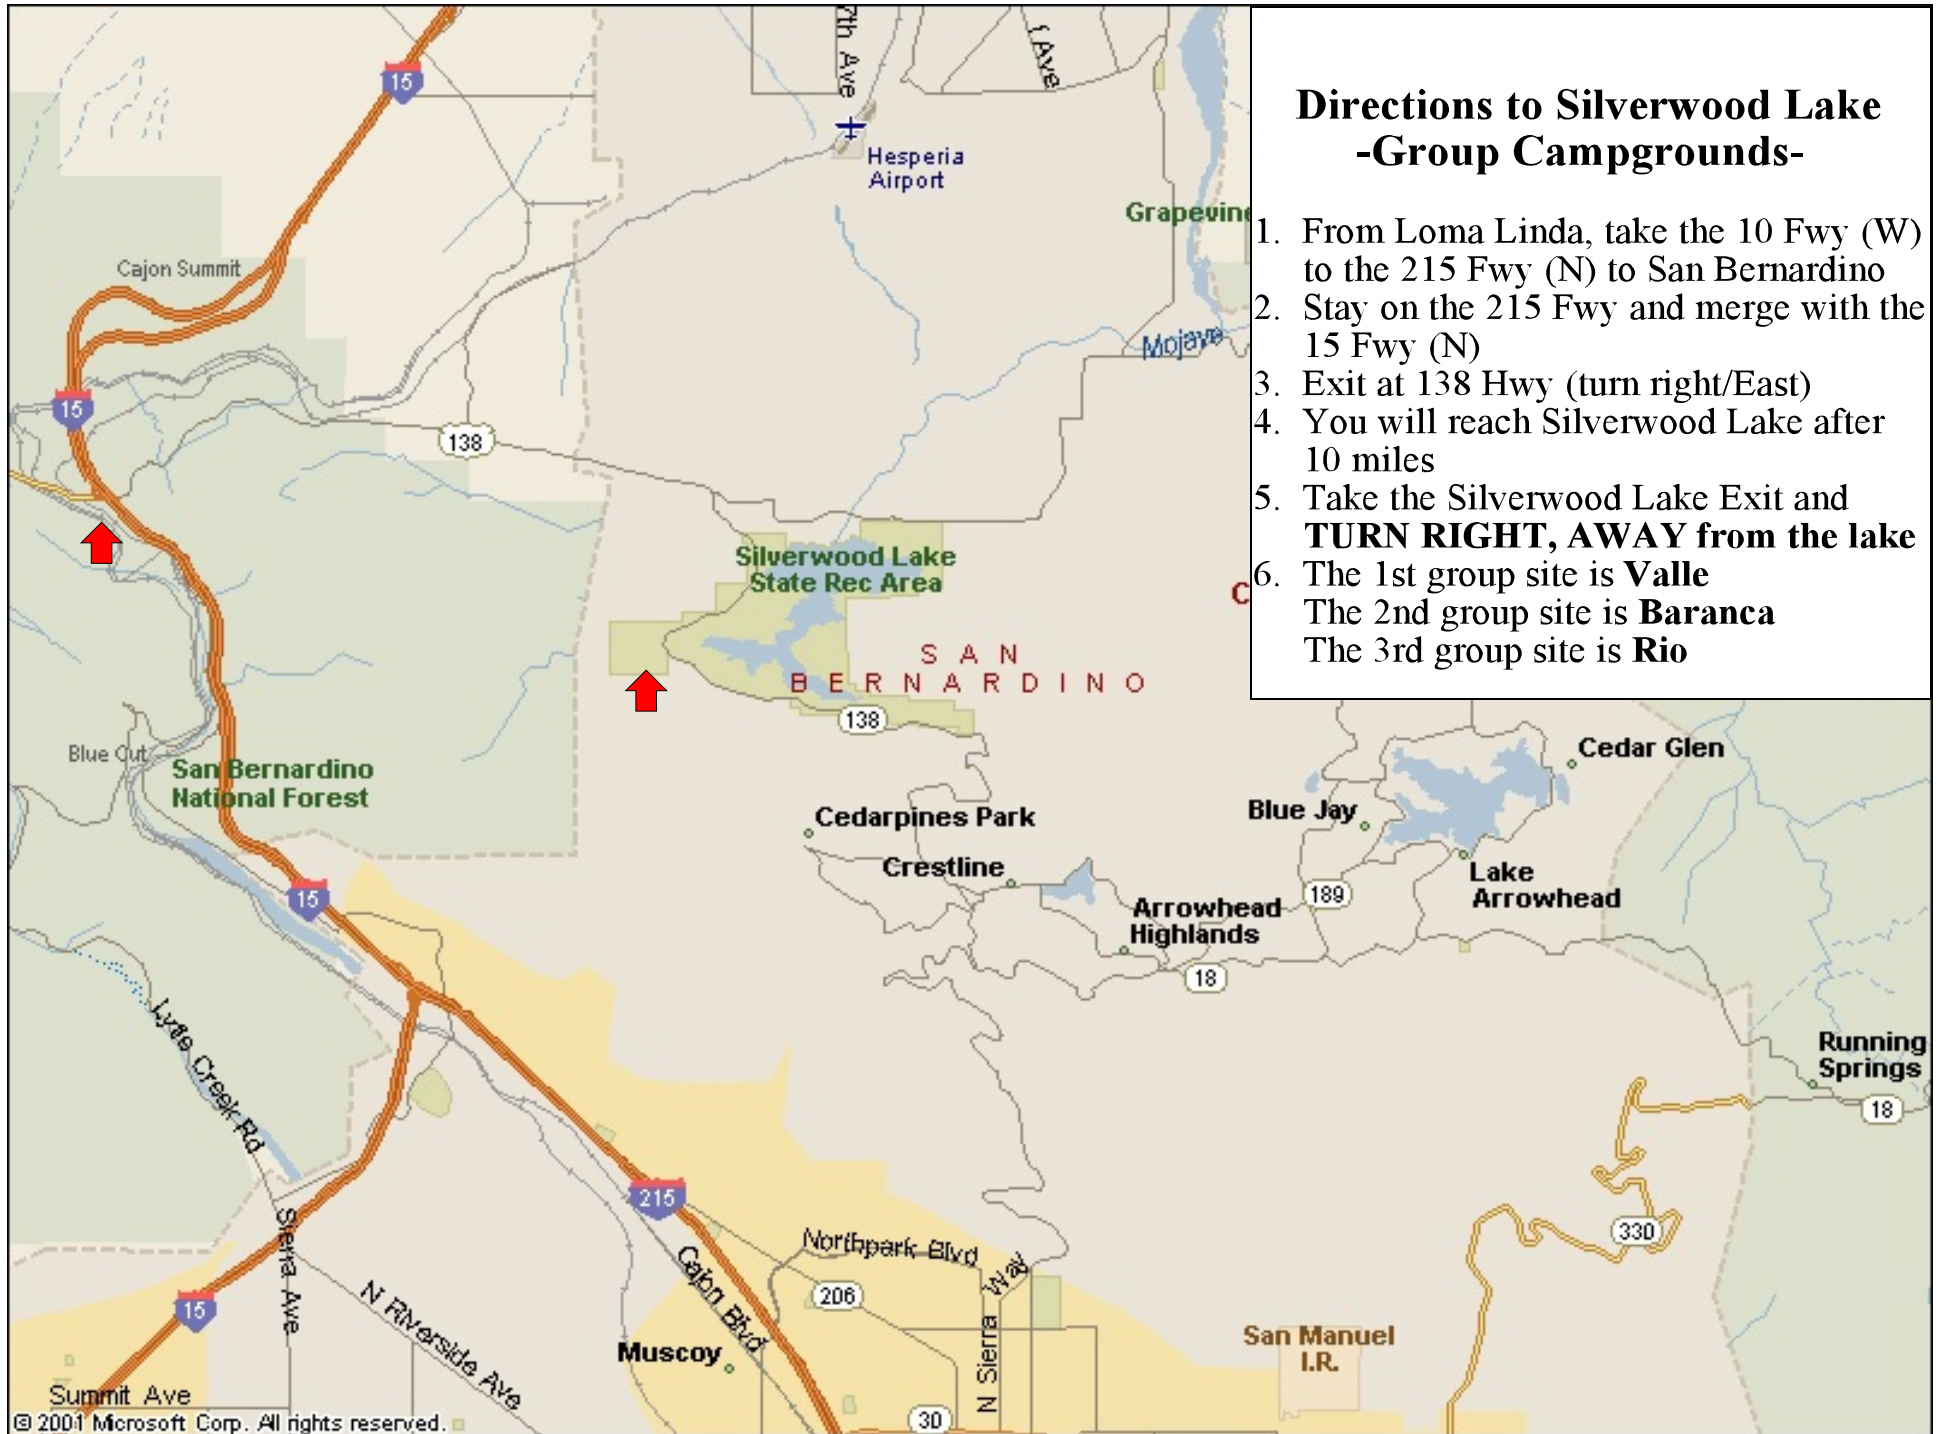 Directions to Silverwood Lake
-Group Campgrounds-
1. From Loma Linda, take the 10 Fwy (W)
to the 215 Fwy (N) to San Bernardino
2. Stay on the 215 Fwy and merge with the
15 Fwy (N)
3. Exit at 138 Hwy (turn right/East)
4. You will reach Silverwood Lake after
10 miles
5. Take the Silverwood Lake Exit and
TURN RIGHT, AWAY from the lake
6. The 1st group site is Valle
The 2nd group site is Baranca
The 3rd group site is Rio
7th Ave
I Ave
15
Hesperia
Airport
Grapevine
Cajon Summit
Mojave
15
138
Silverwood Lake
State Rec Area
C
SAN
BERNARDINO
138
Blue Cut
San Bernardino
National Forest
Cedar Glen
Cedarpines Park
Blue Jay
Crestline
Lake
Arrowhead
189
15
Arrowhead
Highlands
18
Lytle Creek Rd
Running
Springs
18
215
330
Sierra Ave
Northpark Blvd
Cajon Blvd
N Sierra Way
206
15
N Riverside Ave
Muscoy
San Manuel
I.R.
Summit Ave
30
© 2001 Microsoft Corp. All rights reserved.